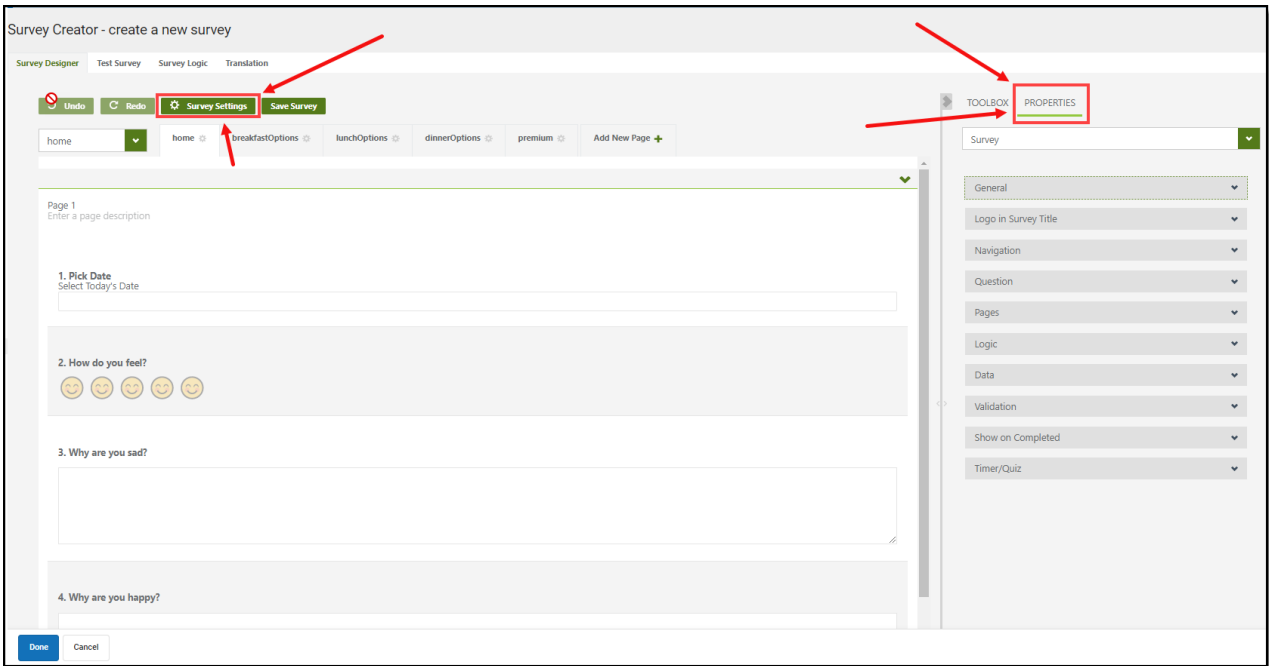 Survey Creator - create a new survey
Survey Designer Test Survey Survey Logic Translation
Undo Redo Survey Settings Save Survey
TOOLBOX PROPERTIES
home
home breakfastOptions lunchOptions dinnerOptions premium Add New Page +
Survey
General
Logo in Survey Title
Navigation
Question
Pages
Logic
Data
Validation
Show on Completed
Timer/Quiz
Page 1
Enter a page description
1. Pick Date
Select Today's Date
2. How do you feel?
3. Why are you sad?
4. Why are you happy?
Done Cancel